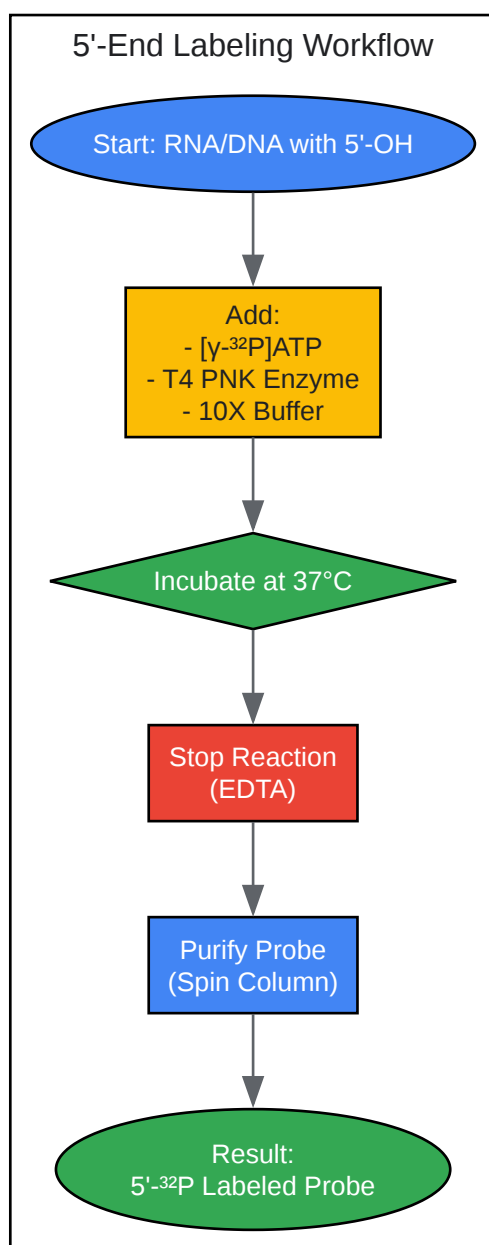 5'-End Labeling Workflow
Start: RNA/DNA with 5'-OH
Add:
- [γ-³²P]ATP
- T4 PNK Enzyme
- 10X Buffer
Incubate at 37°C
Stop Reaction
(EDTA)
Purify Probe
(Spin Column)
Result:
5'-³²P Labeled Probe